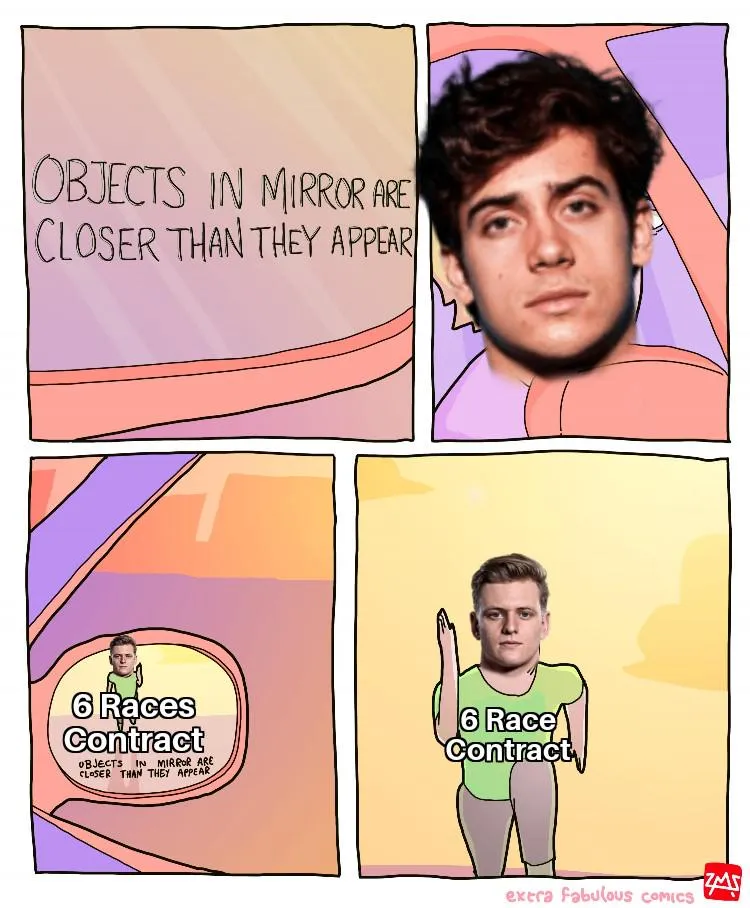 OBJECTS IN MIRROR ARE
CLOSER THAN THEY APPEAR
6 Races
Contract
OBJECTS IN MIRROR ARE
CLOSER THAN THEY APPEAR
6 Race
Contract
extra fabulous comics
ZMS